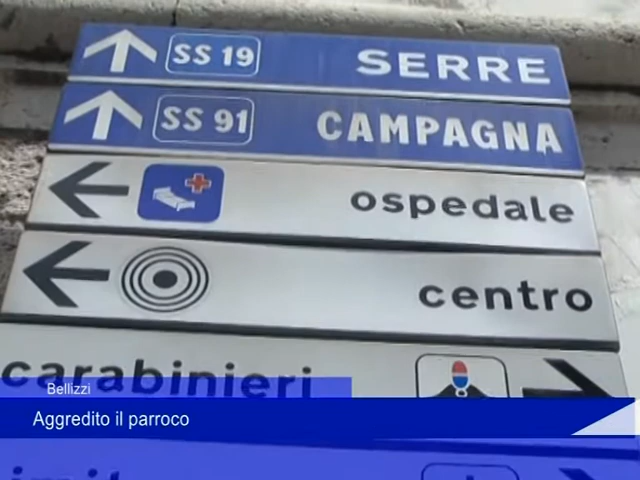 SS 19 SERRE
SS 91 CAMPAGNA
ospedale
centro
carabinieri
Bellizzi
Aggredito il parroco